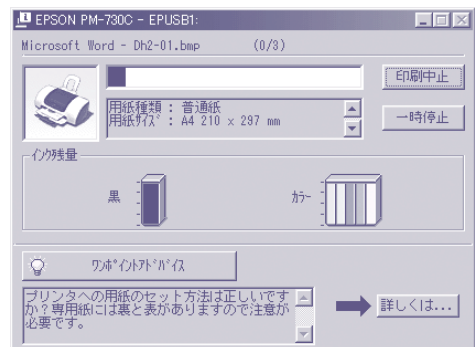 EPSON PM-730C - EPUSB1:
Microsoft Word - Dh2-01.bmp (0/3)
印刷中止
用紙種類 : 普通紙
用紙ｻｲｽﾞ : A4 210 x 297 mm
一時停止
ｲﾝｸ残量
黒
ｶﾗｰ
ﾜﾝﾎﾟｲﾝﾄｱﾄﾞﾊﾞｲｽ
プリンタへの用紙のセット方法は正しいです
か？専用紙には裏と表がありますので注意が
必要です。
詳しくは...